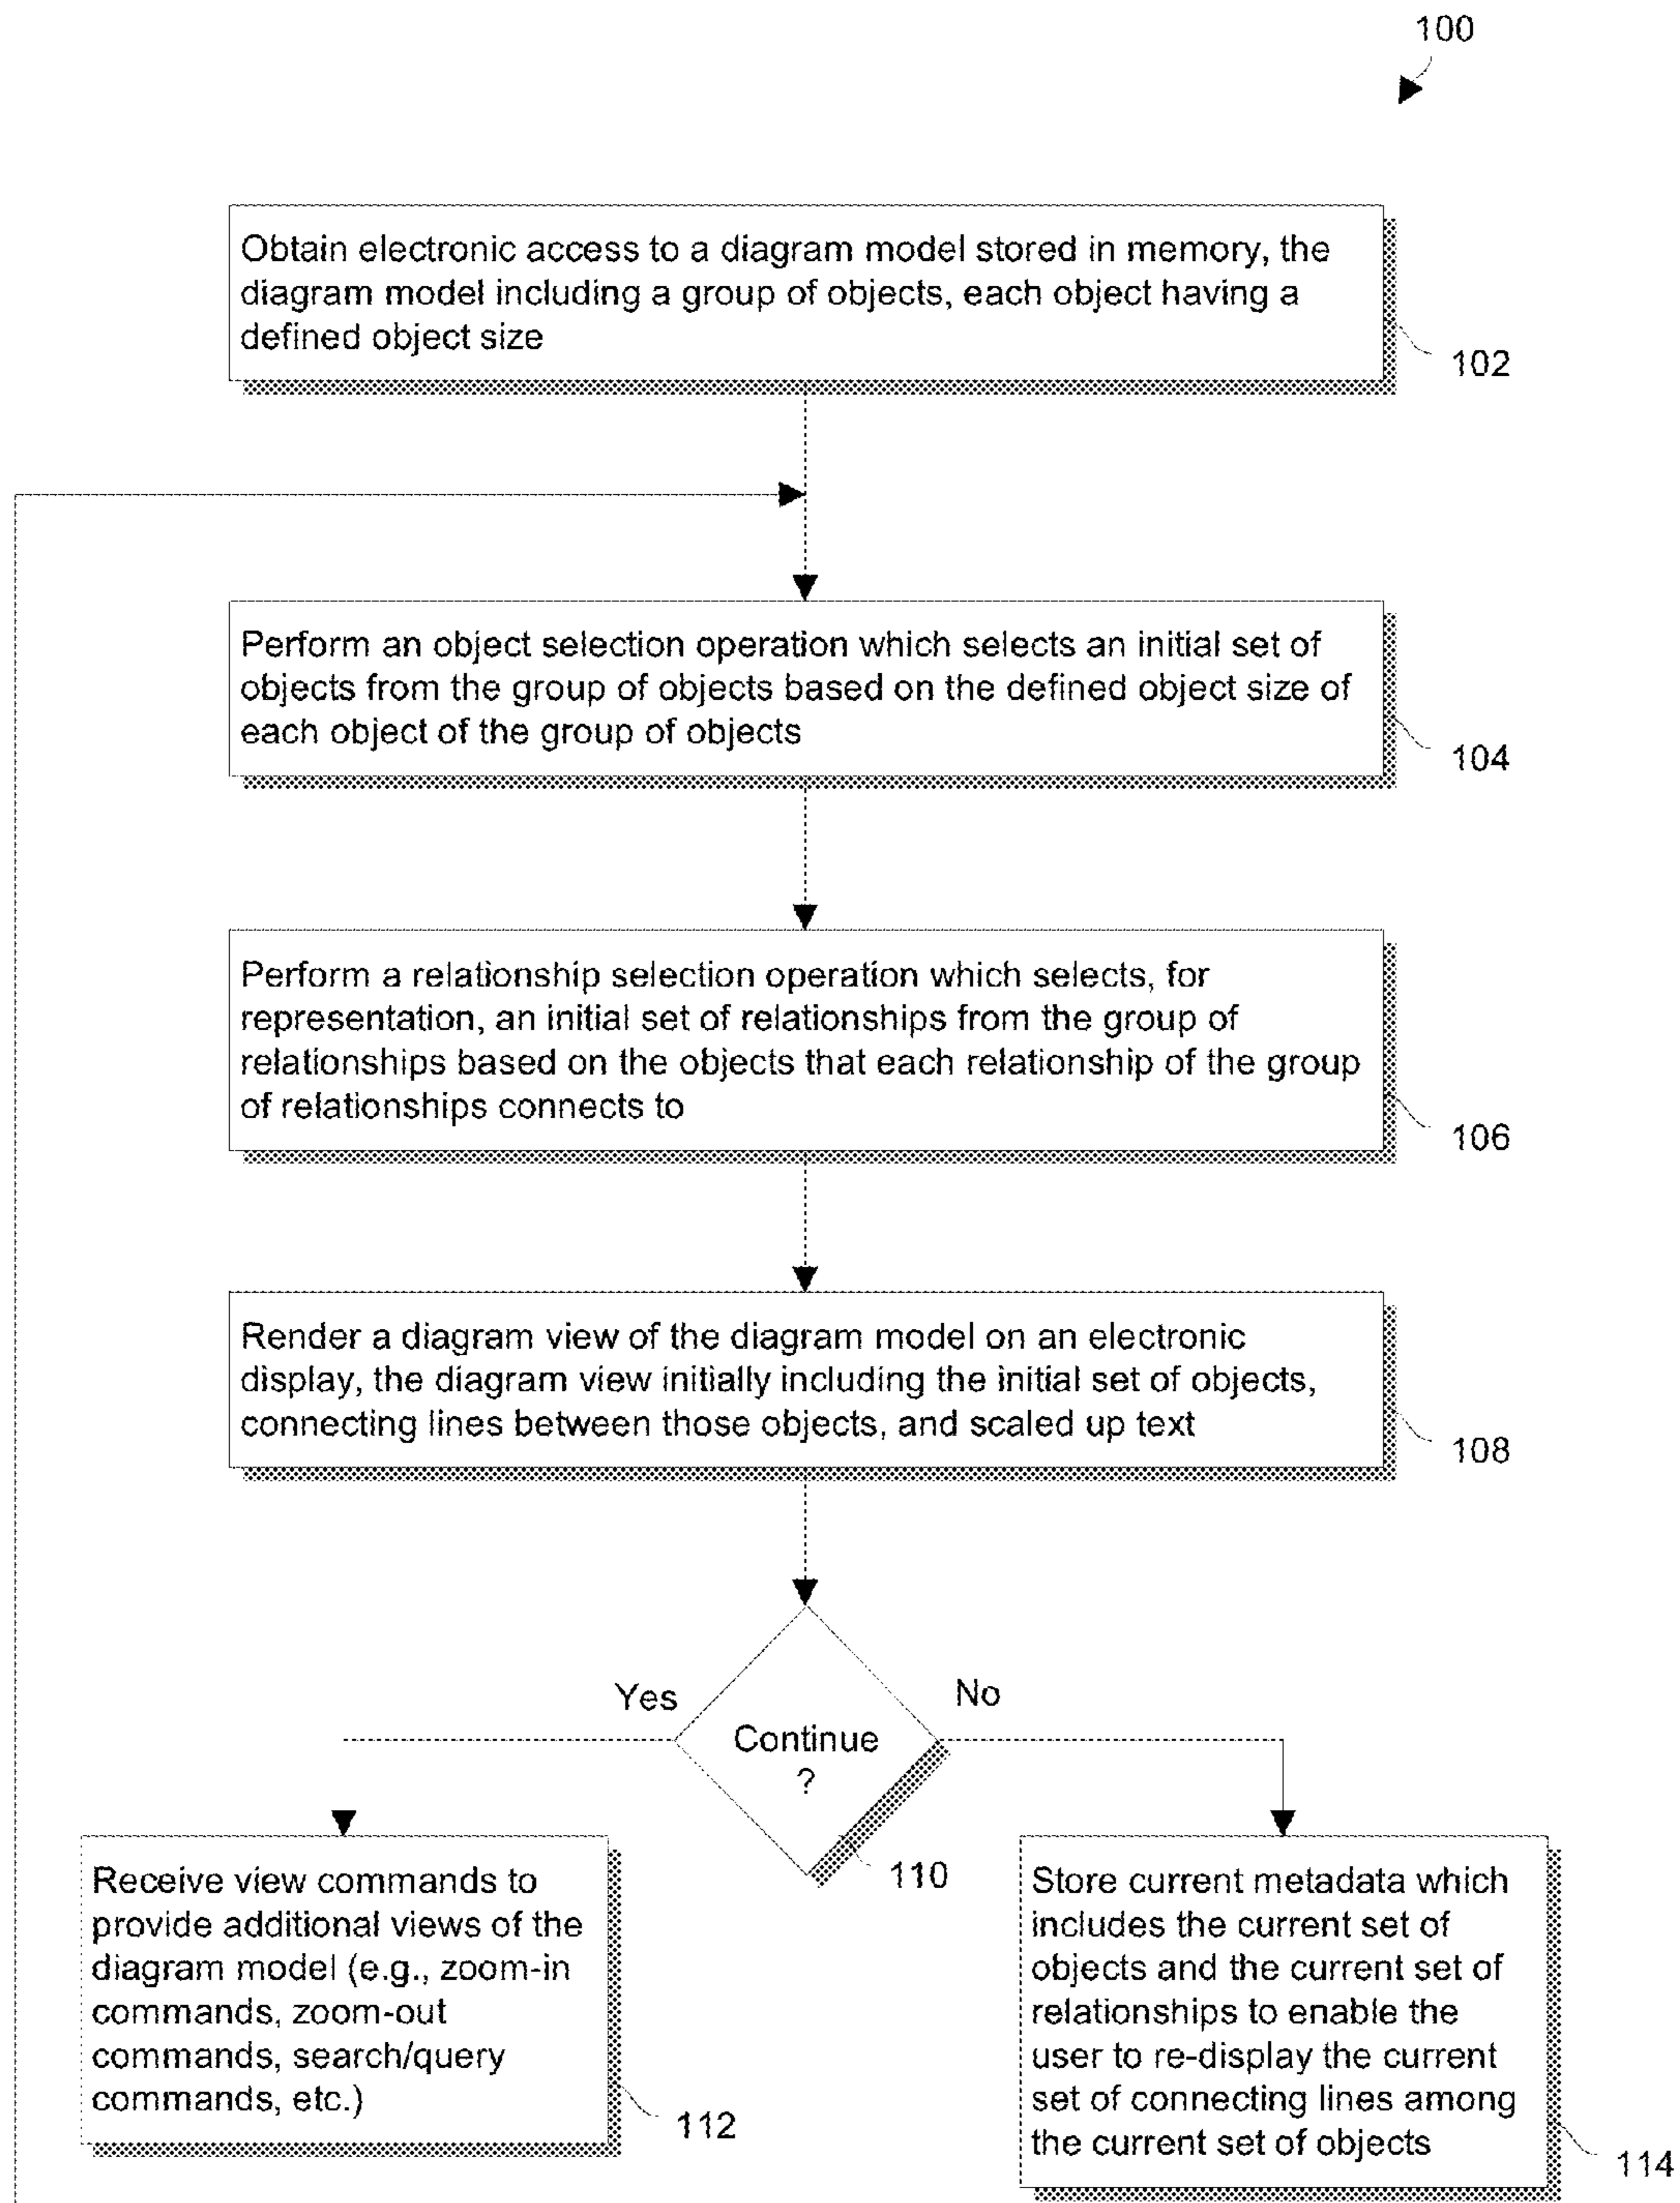 100
Obtain electronic access to a diagram model stored in memory, the
diagram model including a group of objects, each object having a
defined object size
102
Perform an object selection operation which selects an initial set of
objects from the group of objects based on the defined object size of
each object of the group of objects
104
Perform a relationship selection operation which selects, for
representation, an initial set of relationships from the group of
relationships based on the objects that each relationship of the group
of relationships connects to
106
Render a diagram view of the diagram model on an electronic
display, the diagram view initially including the initial set of objects,
connecting lines between those objects, and scaled up text
108
Yes
No
Continue
?
110
Receive view commands to
provide additional views of the
diagram model (e.g., zoom-in
commands, zoom-out
commands, search/query
commands, etc.)
112
Store current metadata which
includes the current set of
objects and the current set of
relationships to enable the
user to re-display the current
set of connecting lines among
the current set of objects
114